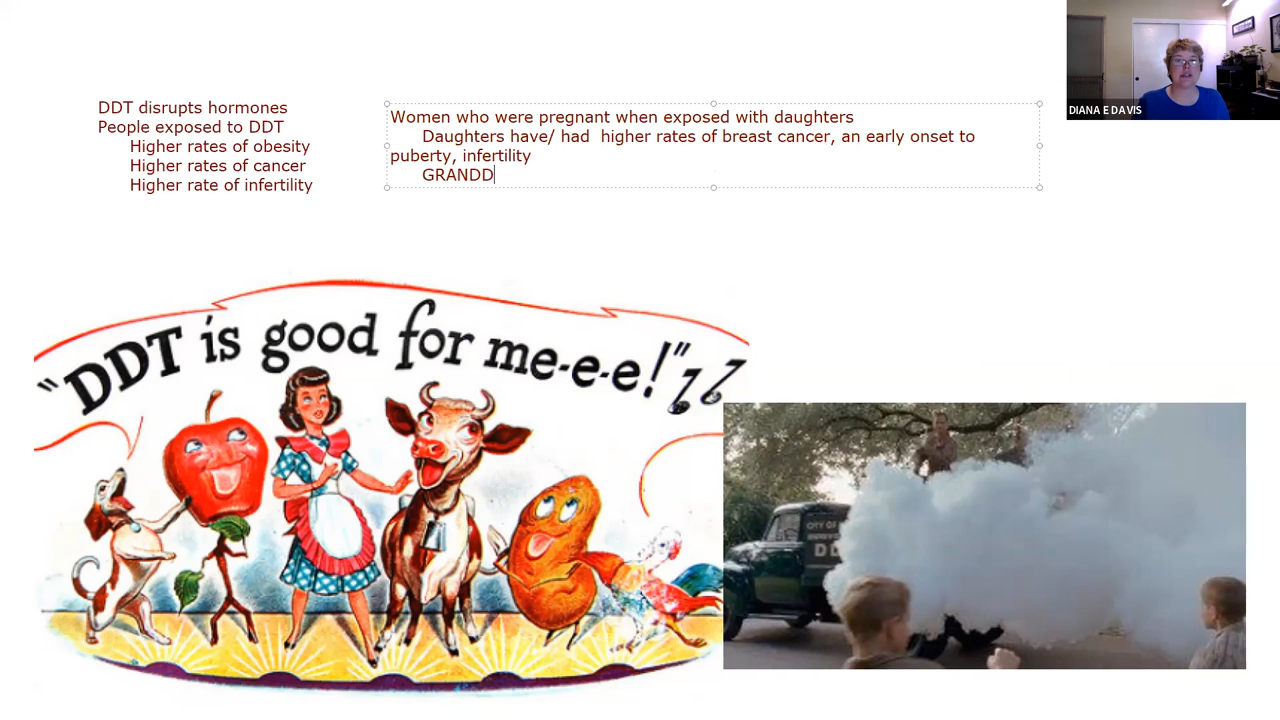 DDT disrupts hormones
People exposed to DDT
Higher rates of obesity
Higher rates of cancer
Higher rate of infertility
Women who were pregnant when exposed with daughters
Daughters have/ had  higher rates of breast cancer, an early onset to
puberty, infertility
GRANDD
DIANA E DAVIS
"DDT is good for me-e-e!"
CITY OF